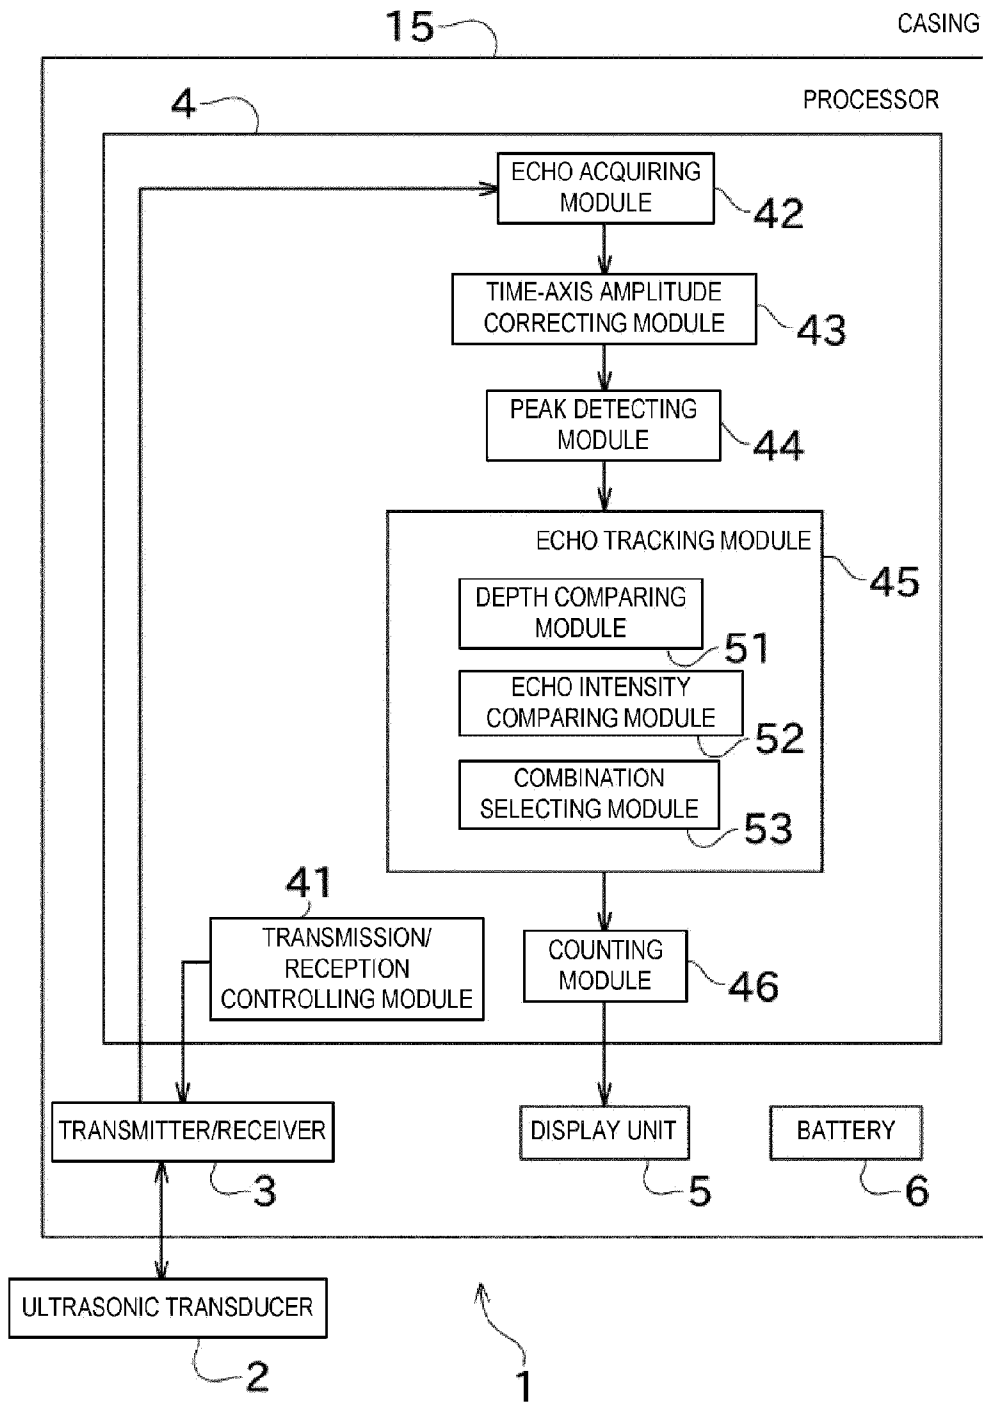 15
CASING
4
PROCESSOR
ECHO ACQUIRING
MODULE
42
TIME-AXIS AMPLITUDE
CORRECTING MODULE
43
PEAK DETECTING
MODULE
44
ECHO TRACKING MODULE
45
DEPTH COMPARING
MODULE
51
ECHO INTENSITY
COMPARING MODULE
52
COMBINATION
SELECTING MODULE
53
41
TRANSMISSION/
RECEPTION
CONTROLLING MODULE
COUNTING
MODULE
46
TRANSMITTER/RECEIVER
3
DISPLAY UNIT
5
BATTERY
6
ULTRASONIC TRANSDUCER
2
1